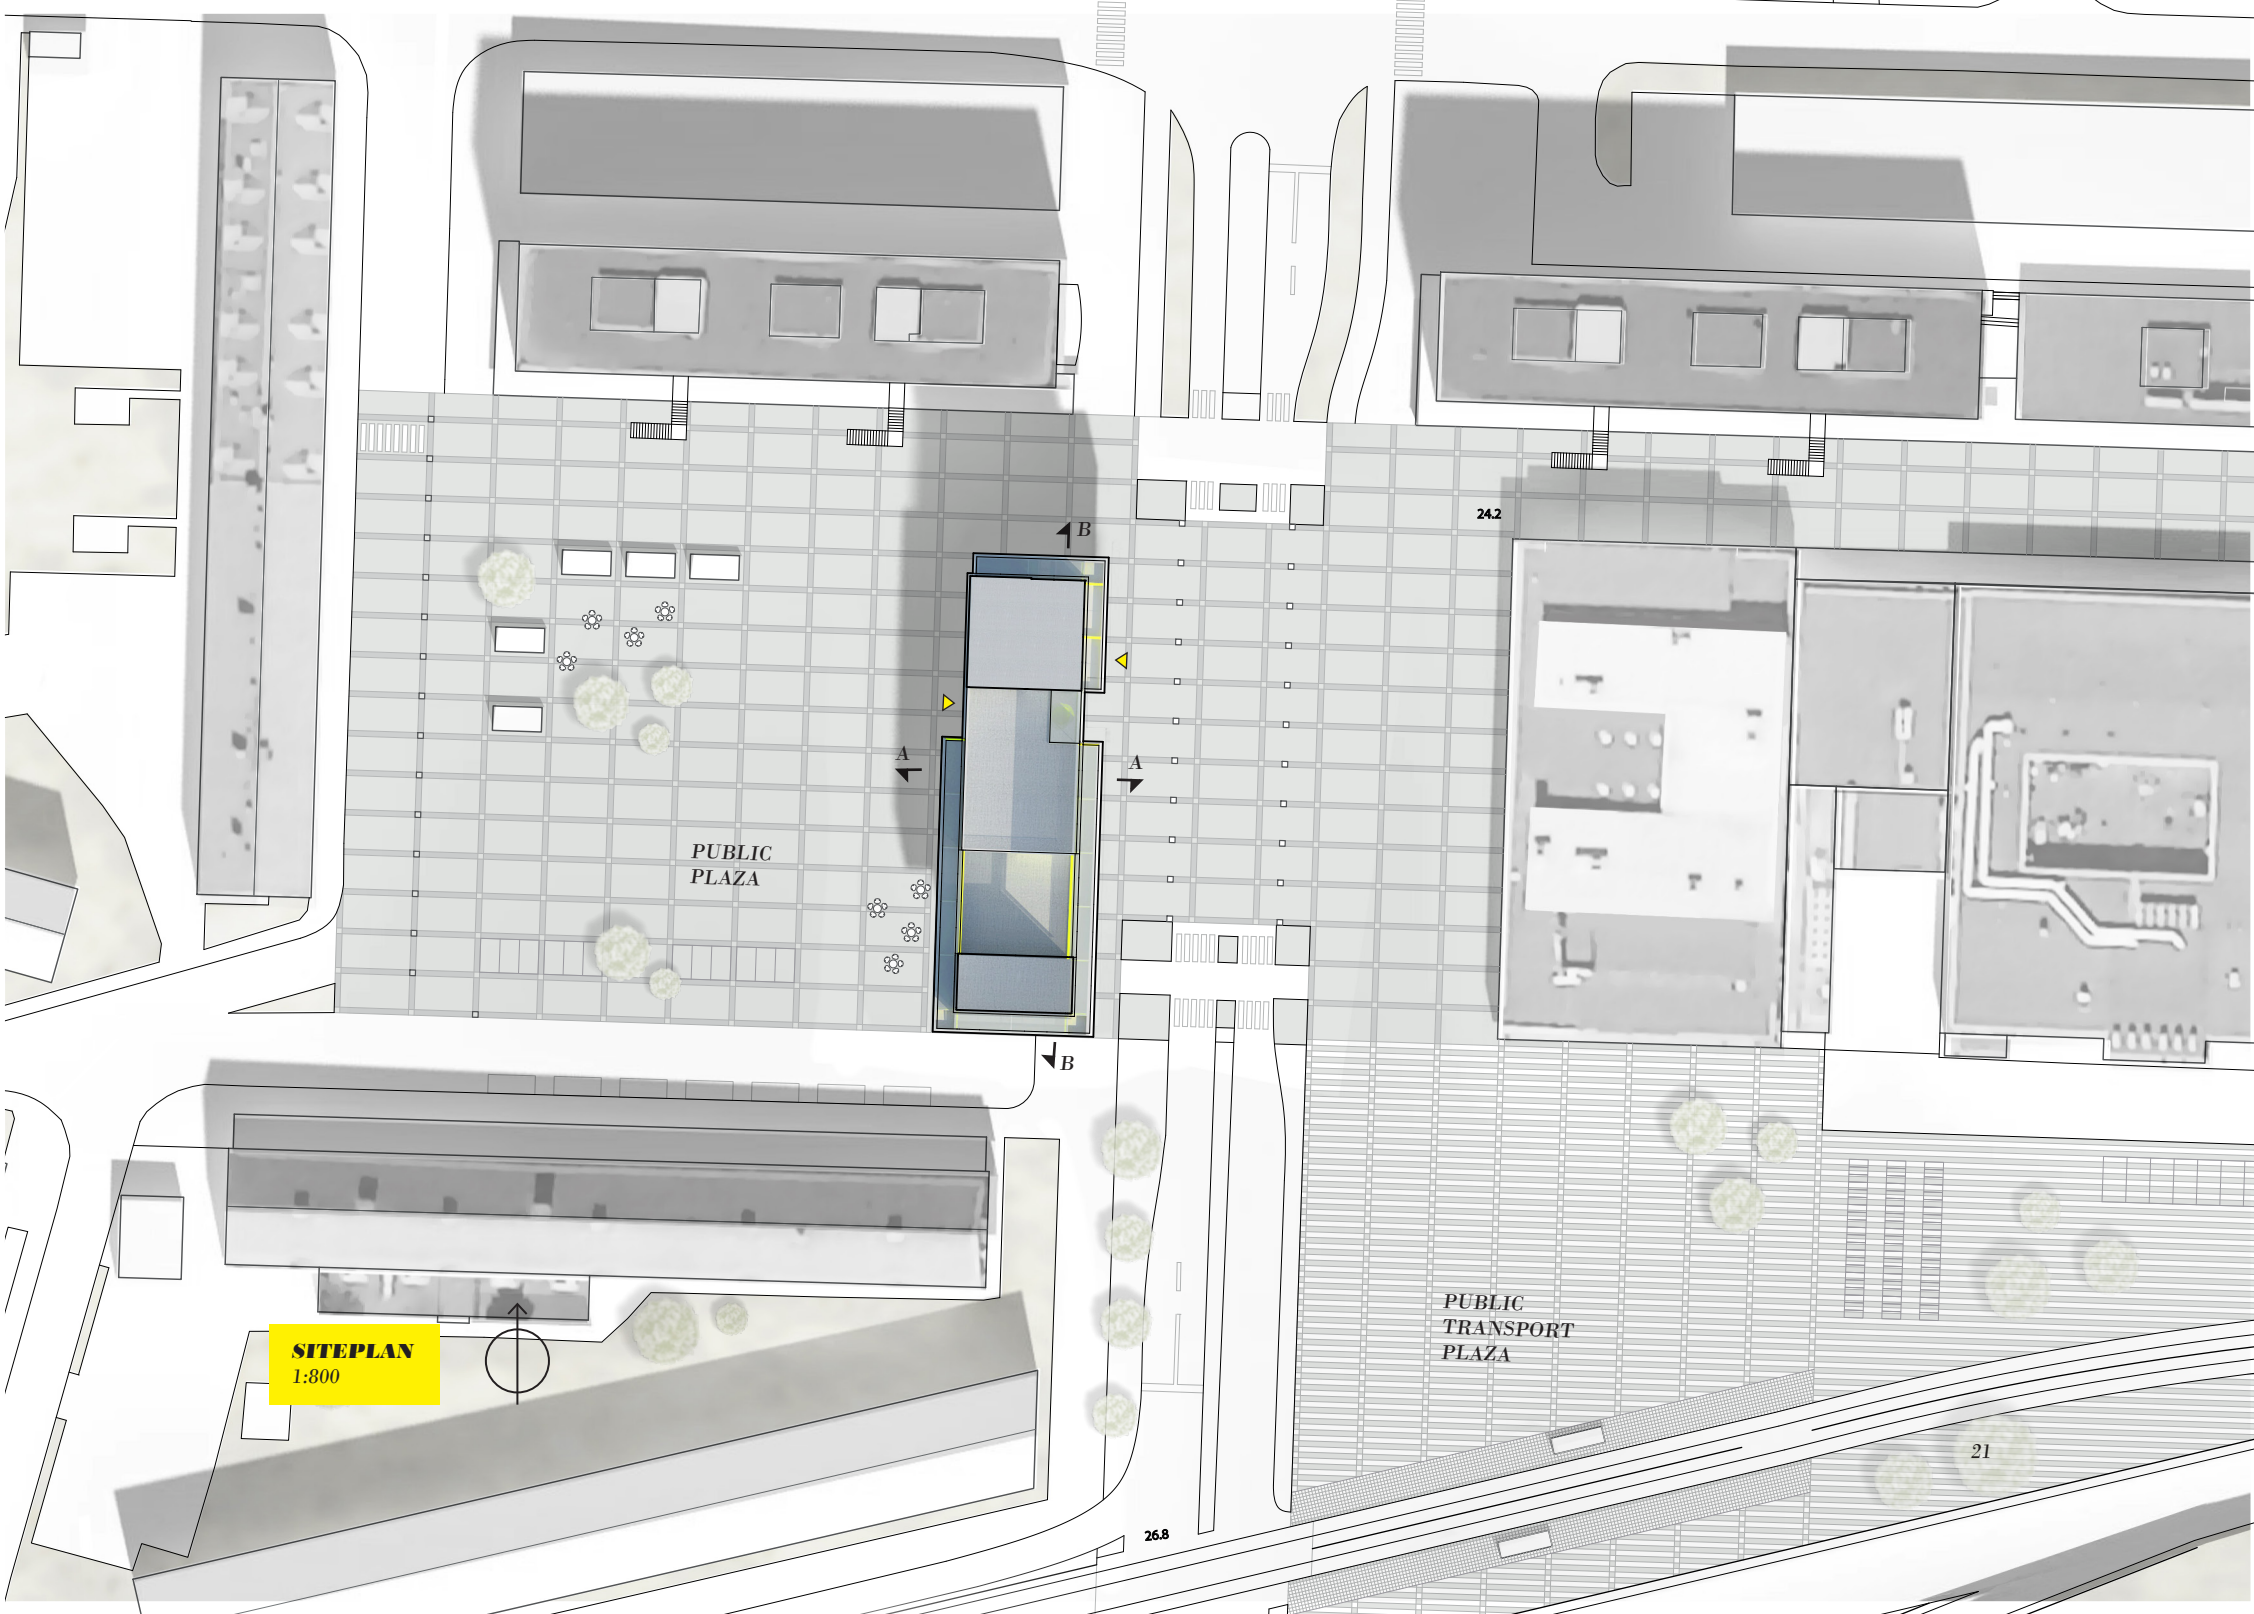 24.2
B
A
A
PUBLIC
PLAZA
B
PUBLIC
TRANSPORT
PLAZA
SITEPLAN
1:800
21
26.8